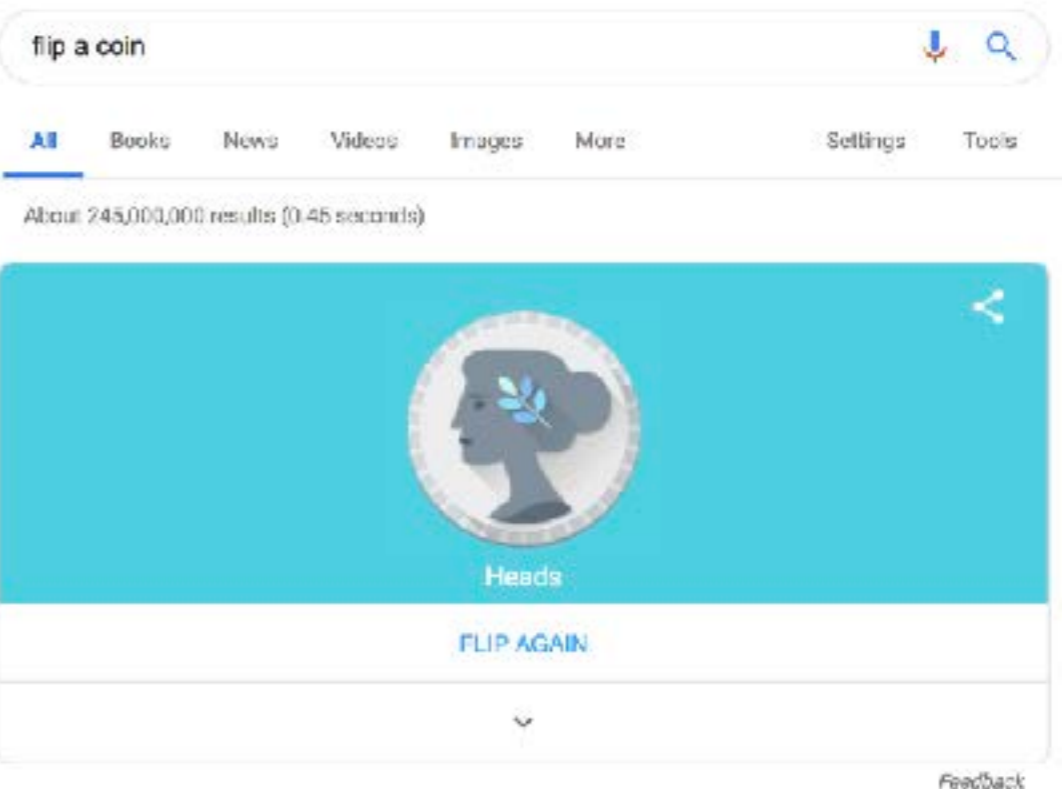 flip a coin
All Books News Videos Images More Settings Tools
About 245,000,000 results (0.45 seconds)
Heads
FLIP AGAIN
Feedback